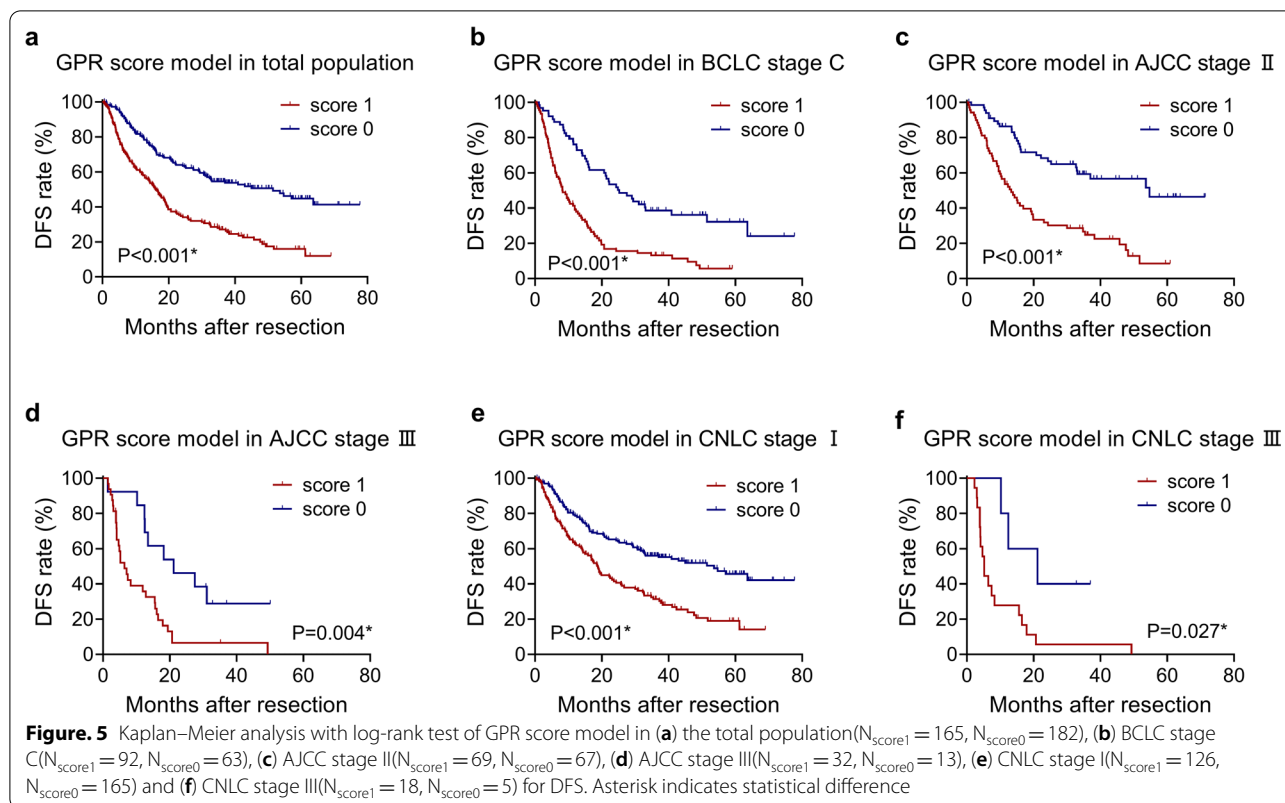 a
GPR score model in total population
score 1
score 0
100
80
60
40
20
0
DFS rate (%)
P<0.001*
0 20 40 60 80
Months after resection
b
GPR score model in BCLC stage C
score 1
score 0
100
80
60
40
20
0
DFS rate (%)
P<0.001*
0 20 40 60 80
Months after resection
c
GPR score model in AJCC stage Ⅱ
score 1
score 0
100
80
60
40
20
0
DFS rate (%)
P<0.001*
0 20 40 60 80
Months after resection
d
GPR score model in AJCC stage Ⅲ
score 1
score 0
100
80
60
40
20
0
DFS rate (%)
P=0.004*
0 20 40 60 80
Months after resection
e
GPR score model in CNLC stage Ⅰ
score 1
score 0
100
80
60
40
20
0
DFS rate (%)
P<0.001*
0 20 40 60 80
Months after resection
f
GPR score model in CNLC stage Ⅲ
score 1
score 0
100
80
60
40
20
0
DFS rate (%)
P=0.027*
0 20 40 60 80
Months after resection
Figure. 5 Kaplan–Meier analysis with log-rank test of GPR score model in (a) the total population(Nscore1 = 165, Nscore0 = 182), (b) BCLC stage
C(Nscore1 = 92, Nscore0 = 63), (c) AJCC stage II(Nscore1 = 69, Nscore0 = 67), (d) AJCC stage III(Nscore1 = 32, Nscore0 = 13), (e) CNLC stage I(Nscore1 = 126,
Nscore0 = 165) and (f) CNLC stage III(Nscore1 = 18, Nscore0 = 5) for DFS. Asterisk indicates statistical difference